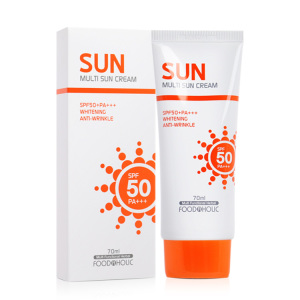 SUN
MULTI SUN CREAM
SPF50+PA+++
WHITENING
ANTI-WRINKLE
SPF
50
PA+++
70ml
FOODAHOLIC
SUN
MULTI SUN CREAM
SPF50+PA+++
WHITENING
ANTI-WRINKLE
SPF
50
PA+++
70ml
FOODAHOLIC